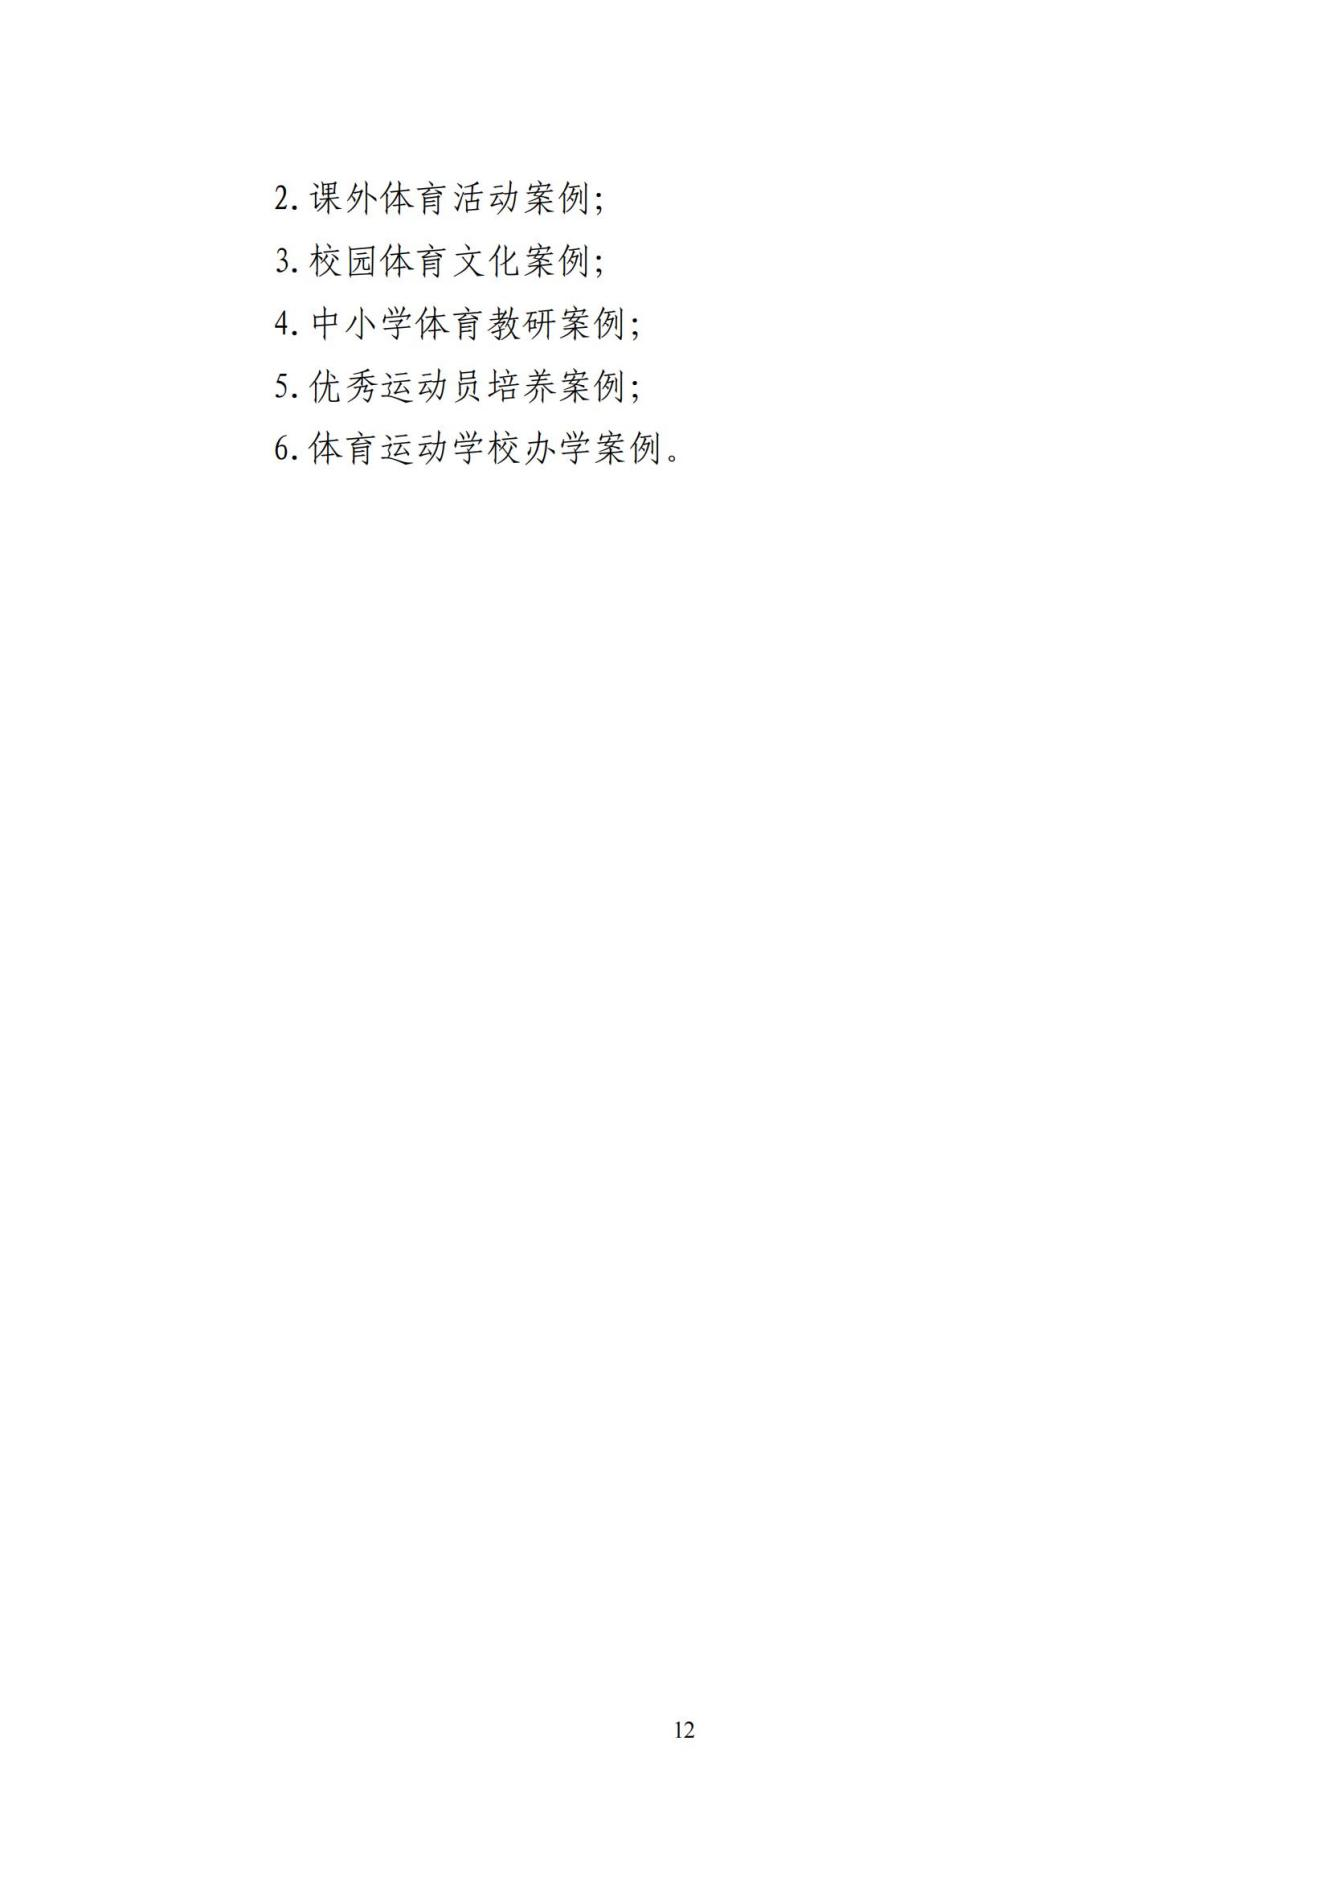 2. 课外体育活动案例；
3. 校园体育文化案例；
4. 中小学体育教研案例；
5. 优秀运动员培养案例；
6. 体育运动学校办学案例。
12